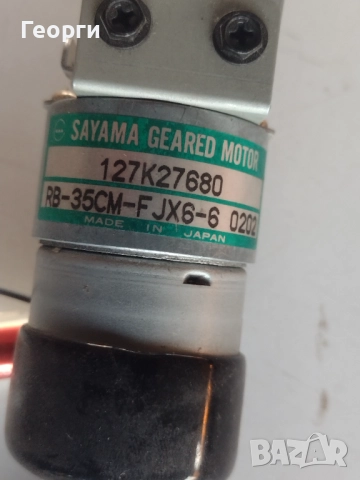 Георги
SAYAMA GEARED MOTOR
127K27680
RB-35CM-FJX6-6 0202
MADE IN JAPAN
BAZAR